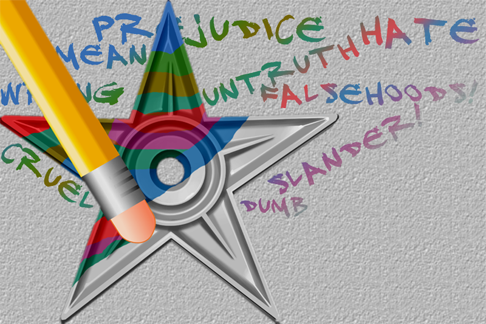 PREJUDICE
HATE
MEAN
UNTRUTH
WRONG
FALSEHOODS!
CRUEL
SLANDER!
DUMB